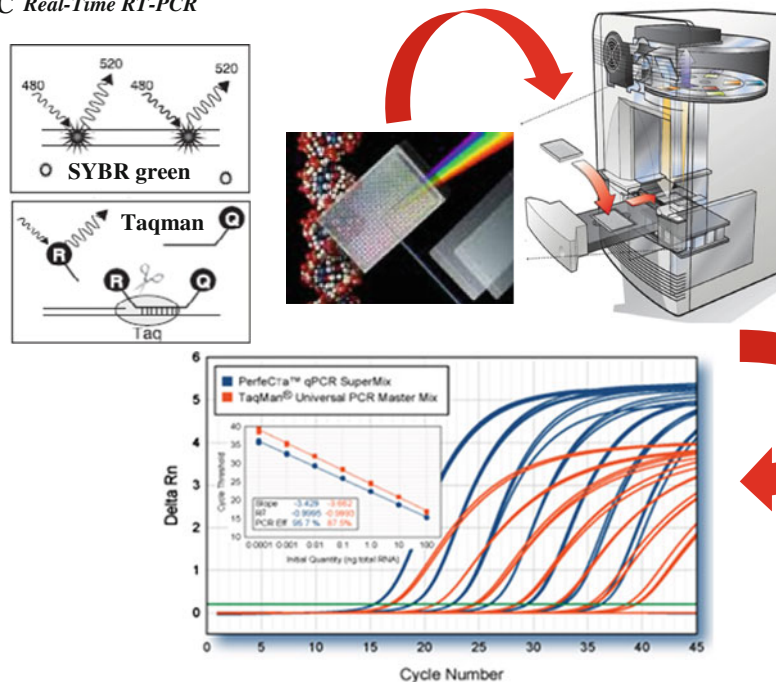 C Real-Time RT-PCR
480 520 480 520
SYBR green
Taqman
Q
R
R Q
Taq
PerfeCTa™ qPCR SuperMix
TaqMan® Universal PCR Master Mix
6
5
4
3
2
1
0
Delta Rn
40
35
30
25
20
15
10
Cycle Threshold
Slope -3.429 -3.662
-0.9995
PCR Eff 95.7 % 87.5%
0.0001 0.001 0.01 0.1 1.0 10 100
Initial Quantity (ng total RNA)
0 5 10 15 20 25 30 35 40 45
Cycle Number